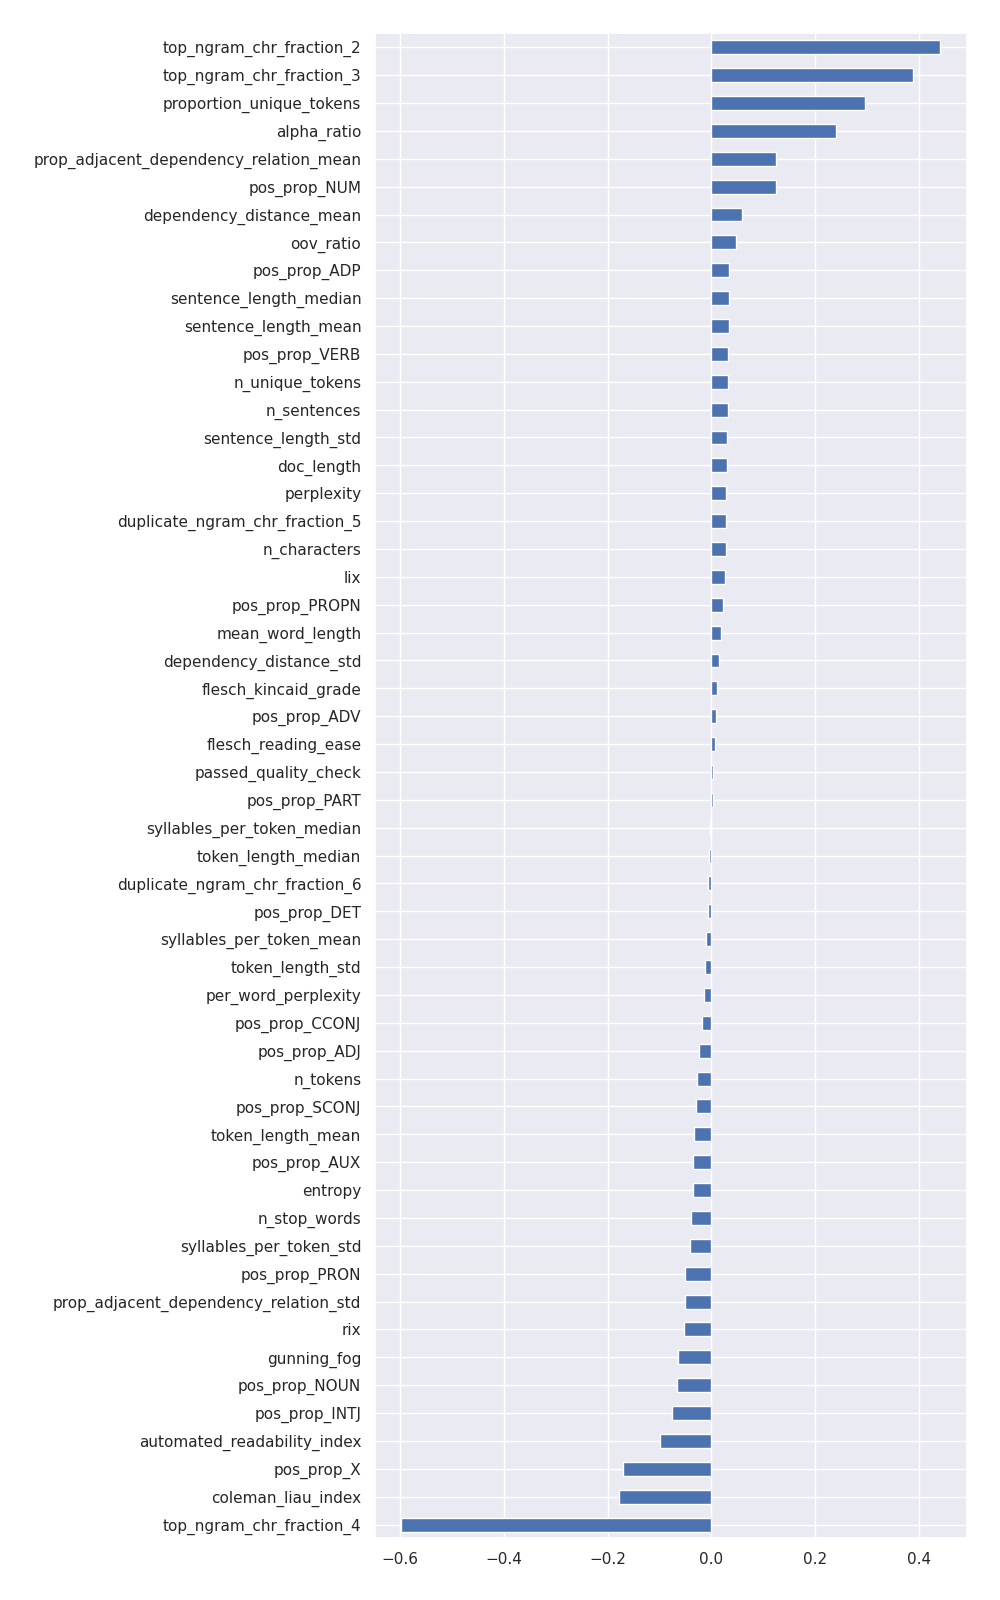 top_ngram_chr_fraction_2
top_ngram_chr_fraction_3
proportion_unique_tokens
alpha_ratio
prop_adjacent_dependency_relation_mean
pos_prop_NUM
dependency_distance_mean
oov_ratio
pos_prop_ADP
sentence_length_median
sentence_length_mean
pos_prop_VERB
n_unique_tokens
n_sentences
sentence_length_std
doc_length
perplexity
duplicate_ngram_chr_fraction_5
n_characters
lix
pos_prop_PROPN
mean_word_length
dependency_distance_std
flesch_kincaid_grade
pos_prop_ADV
flesch_reading_ease
passed_quality_check
pos_prop_PART
syllables_per_token_median
token_length_median
duplicate_ngram_chr_fraction_6
pos_prop_DET
syllables_per_token_mean
token_length_std
per_word_perplexity
pos_prop_CCONJ
pos_prop_ADJ
n_tokens
pos_prop_SCONJ
token_length_mean
pos_prop_AUX
entropy
n_stop_words
syllables_per_token_std
pos_prop_PRON
prop_adjacent_dependency_relation_std
rix
gunning_fog
pos_prop_NOUN
pos_prop_INTJ
automated_readability_index
pos_prop_X
coleman_liau_index
top_ngram_chr_fraction_4
−0.6 −0.4 −0.2 0.0 0.2 0.4